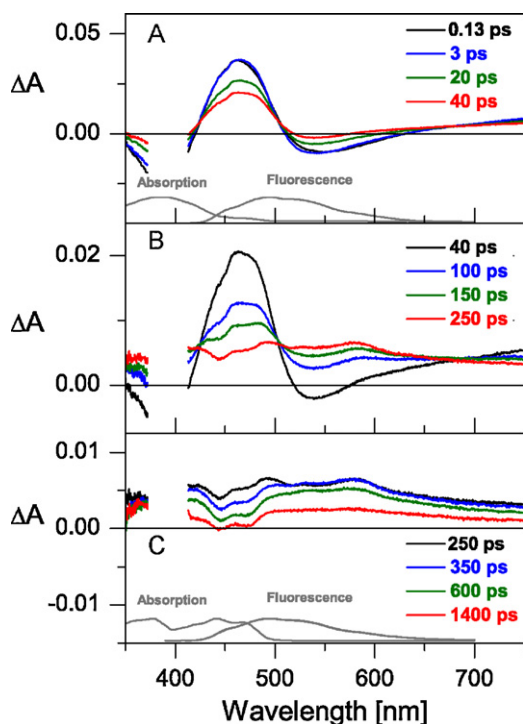 A
0.05
0.00
ΔA
0.13 ps
3 ps
20 ps
40 ps
Absorption
Fluorescence
B
0.02
0.00
40 ps
100 ps
150 ps
250 ps
0.01
0.00
-0.01
ΔA
C
250 ps
350 ps
600 ps
1400 ps
Absorption
Fluorescence
400
500
600
700
Wavelength [nm]